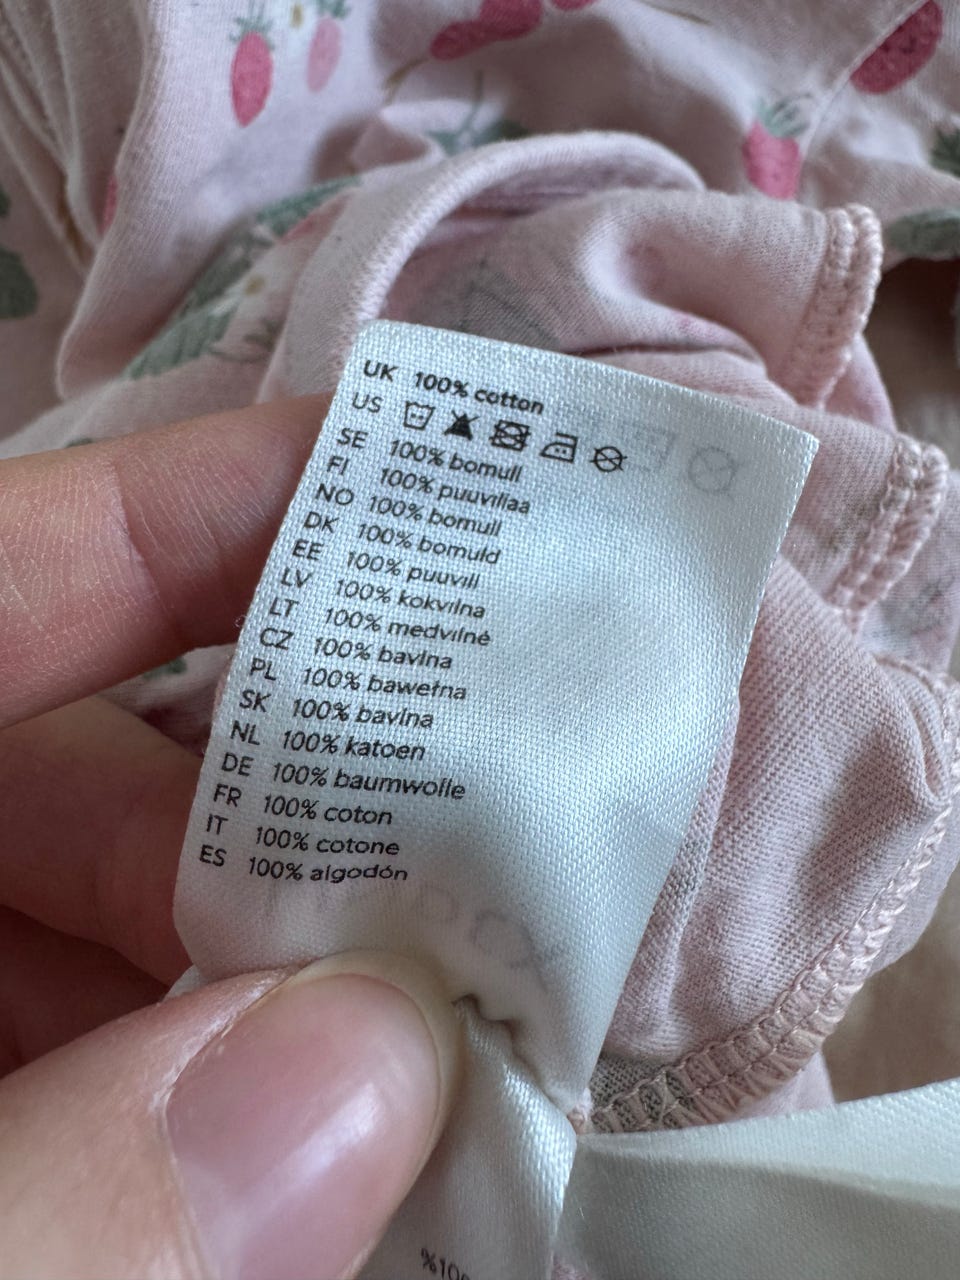 UK 100% cotton
US
SE 100% bomull
FI 100% puuvillaa
NO 100% bomull
DK 100% bomuld
EE 100% puuvill
LV 100% kokvilna
LT 100% medvilnė
CZ 100% bavlna
PL 100% bawełna
SK 100% bavlna
NL 100% katoen
DE 100% baumwolle
FR 100% coton
IT 100% cotone
ES 100% algodón